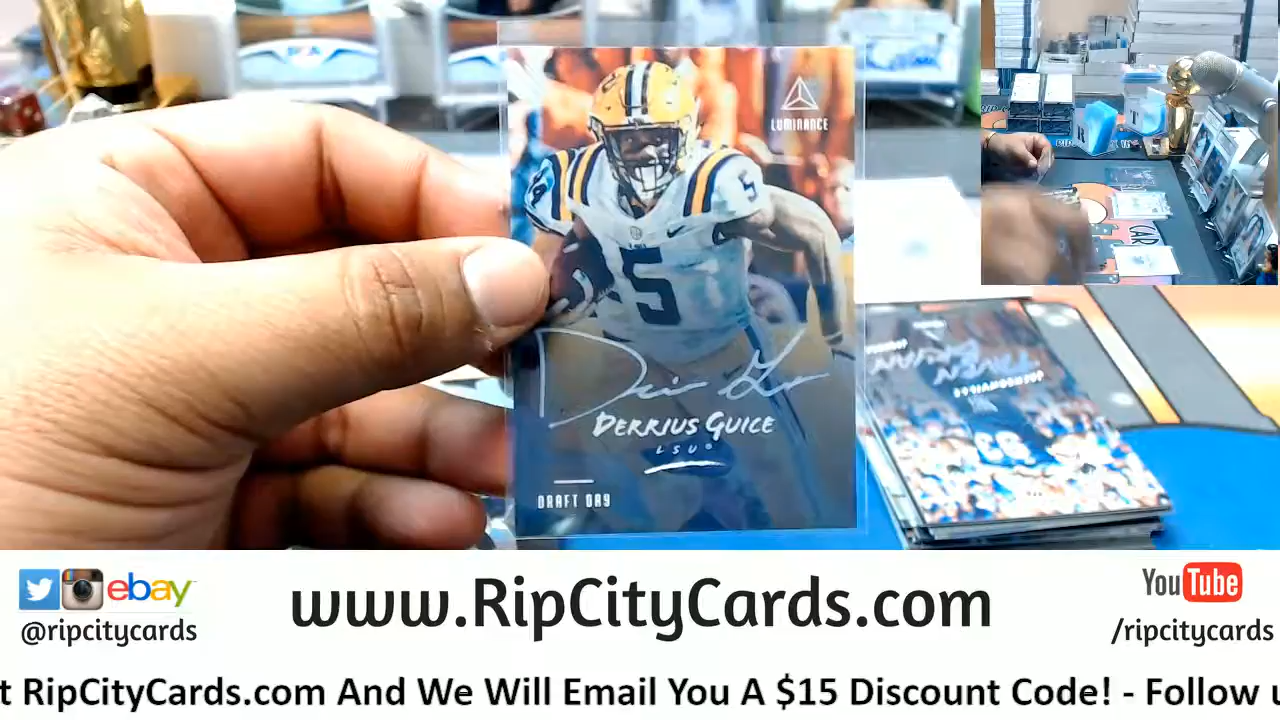 LUMINANCE
5
5
DERRIUS GUICE
LSU
DRAFT DAY
ebay
@ripcitycards
www.RipCityCards.com
YouTube
/ripcitycards
t RipCityCards.com And We Will Email You A $15 Discount Code! - Follow u